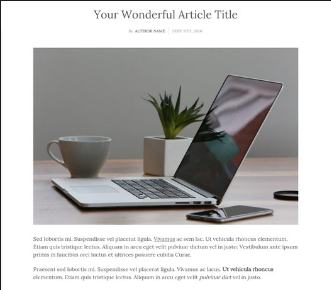 Your Wonderful Article Title
By AUTHOR NAME
Sed lobortis mi. Suspendisse vel placerat ligula. Vivamus ac sem lac. Ut vehicula rhoncus elementum.
Etiam quis tristique lectus. Aliquam in arcu eget velit pulvinar dictum vel in justo. Vestibulum ante ipsum
primis in faucibus orci luctus et ultrices posuere cubilia Curae.
Praesent sed lobortis mi. Suspendisse vel placerat ligula. Vivamus ac lacus. Ut vehicula rhoncus
elementum. Etiam quis tristique lectus. Aliquam in arcu eget velit pulvinar dict vel in justo.